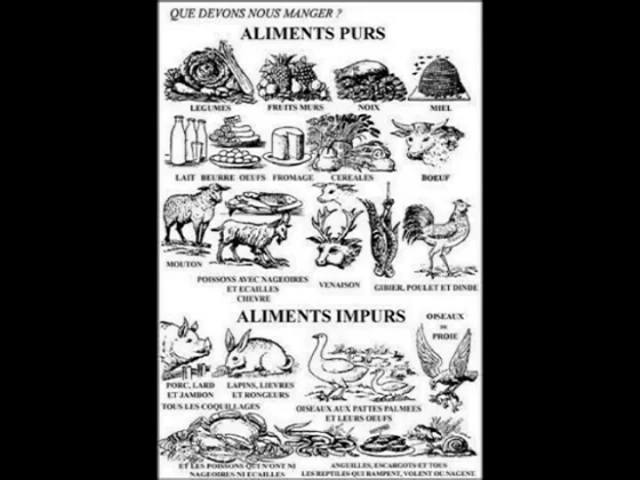 QUE DEVONS NOUS MANGER ?
ALIMENTS PURS
LEGUMES FRUITS MURS NOIX MIEL
LAIT BEURRE OEUFS FROMAGE CEREALES BOEUF
MOUTON
POISSONS AVEC NAGEOIRES
ET ECAILLES
CHEVRE
VENAISON
GIBIER, POULET ET DINDE
ALIMENTS IMPURS
OISEAUX
DE
PROIE
PORC, LARD
ET JAMBON
LAPINS, LIEVRES
ET RONGEURS
OISEAUX AUX PATTES PALMEES
ET LEURS OEUFS
TOUS LES COQUILLAGES
ET LES POISSONS QUI N'ONT NI
NAGEOIRES NI ECAILLES
ANGUILLES, ESCARGOTS ET TOUS
LES REPTILES QUI RAMPENT, VOLENT OU NAGENT